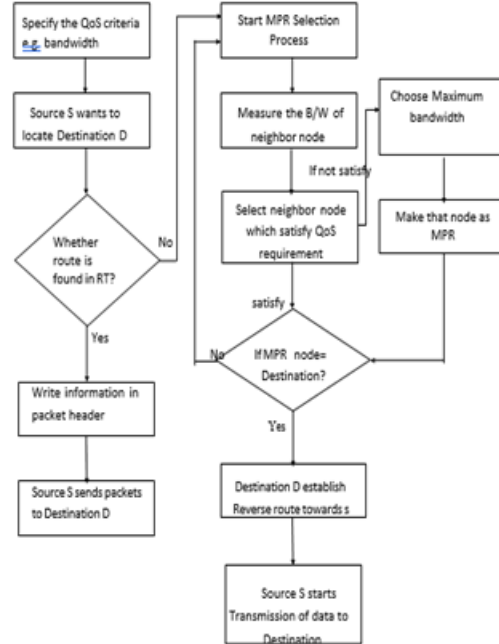 Specify the QoS criteria
e.g. bandwidth
Source S wants to
locate Destination D
Whether
route is
found in RT?
No
Yes
Write information in
packet header
Source S sends packets
to Destination D
Start MPR Selection
Process
Measure the B/W of
neighbor node
If not satisfy
Select neighbor node
which satisfy QoS
requirement
satisfy
Choose Maximum
bandwidth
Make that node as
MPR
No
If MPR node=
Destination?
Yes
Destination D establish
Reverse route towards s
Source S starts
Transmission of data to
Destination